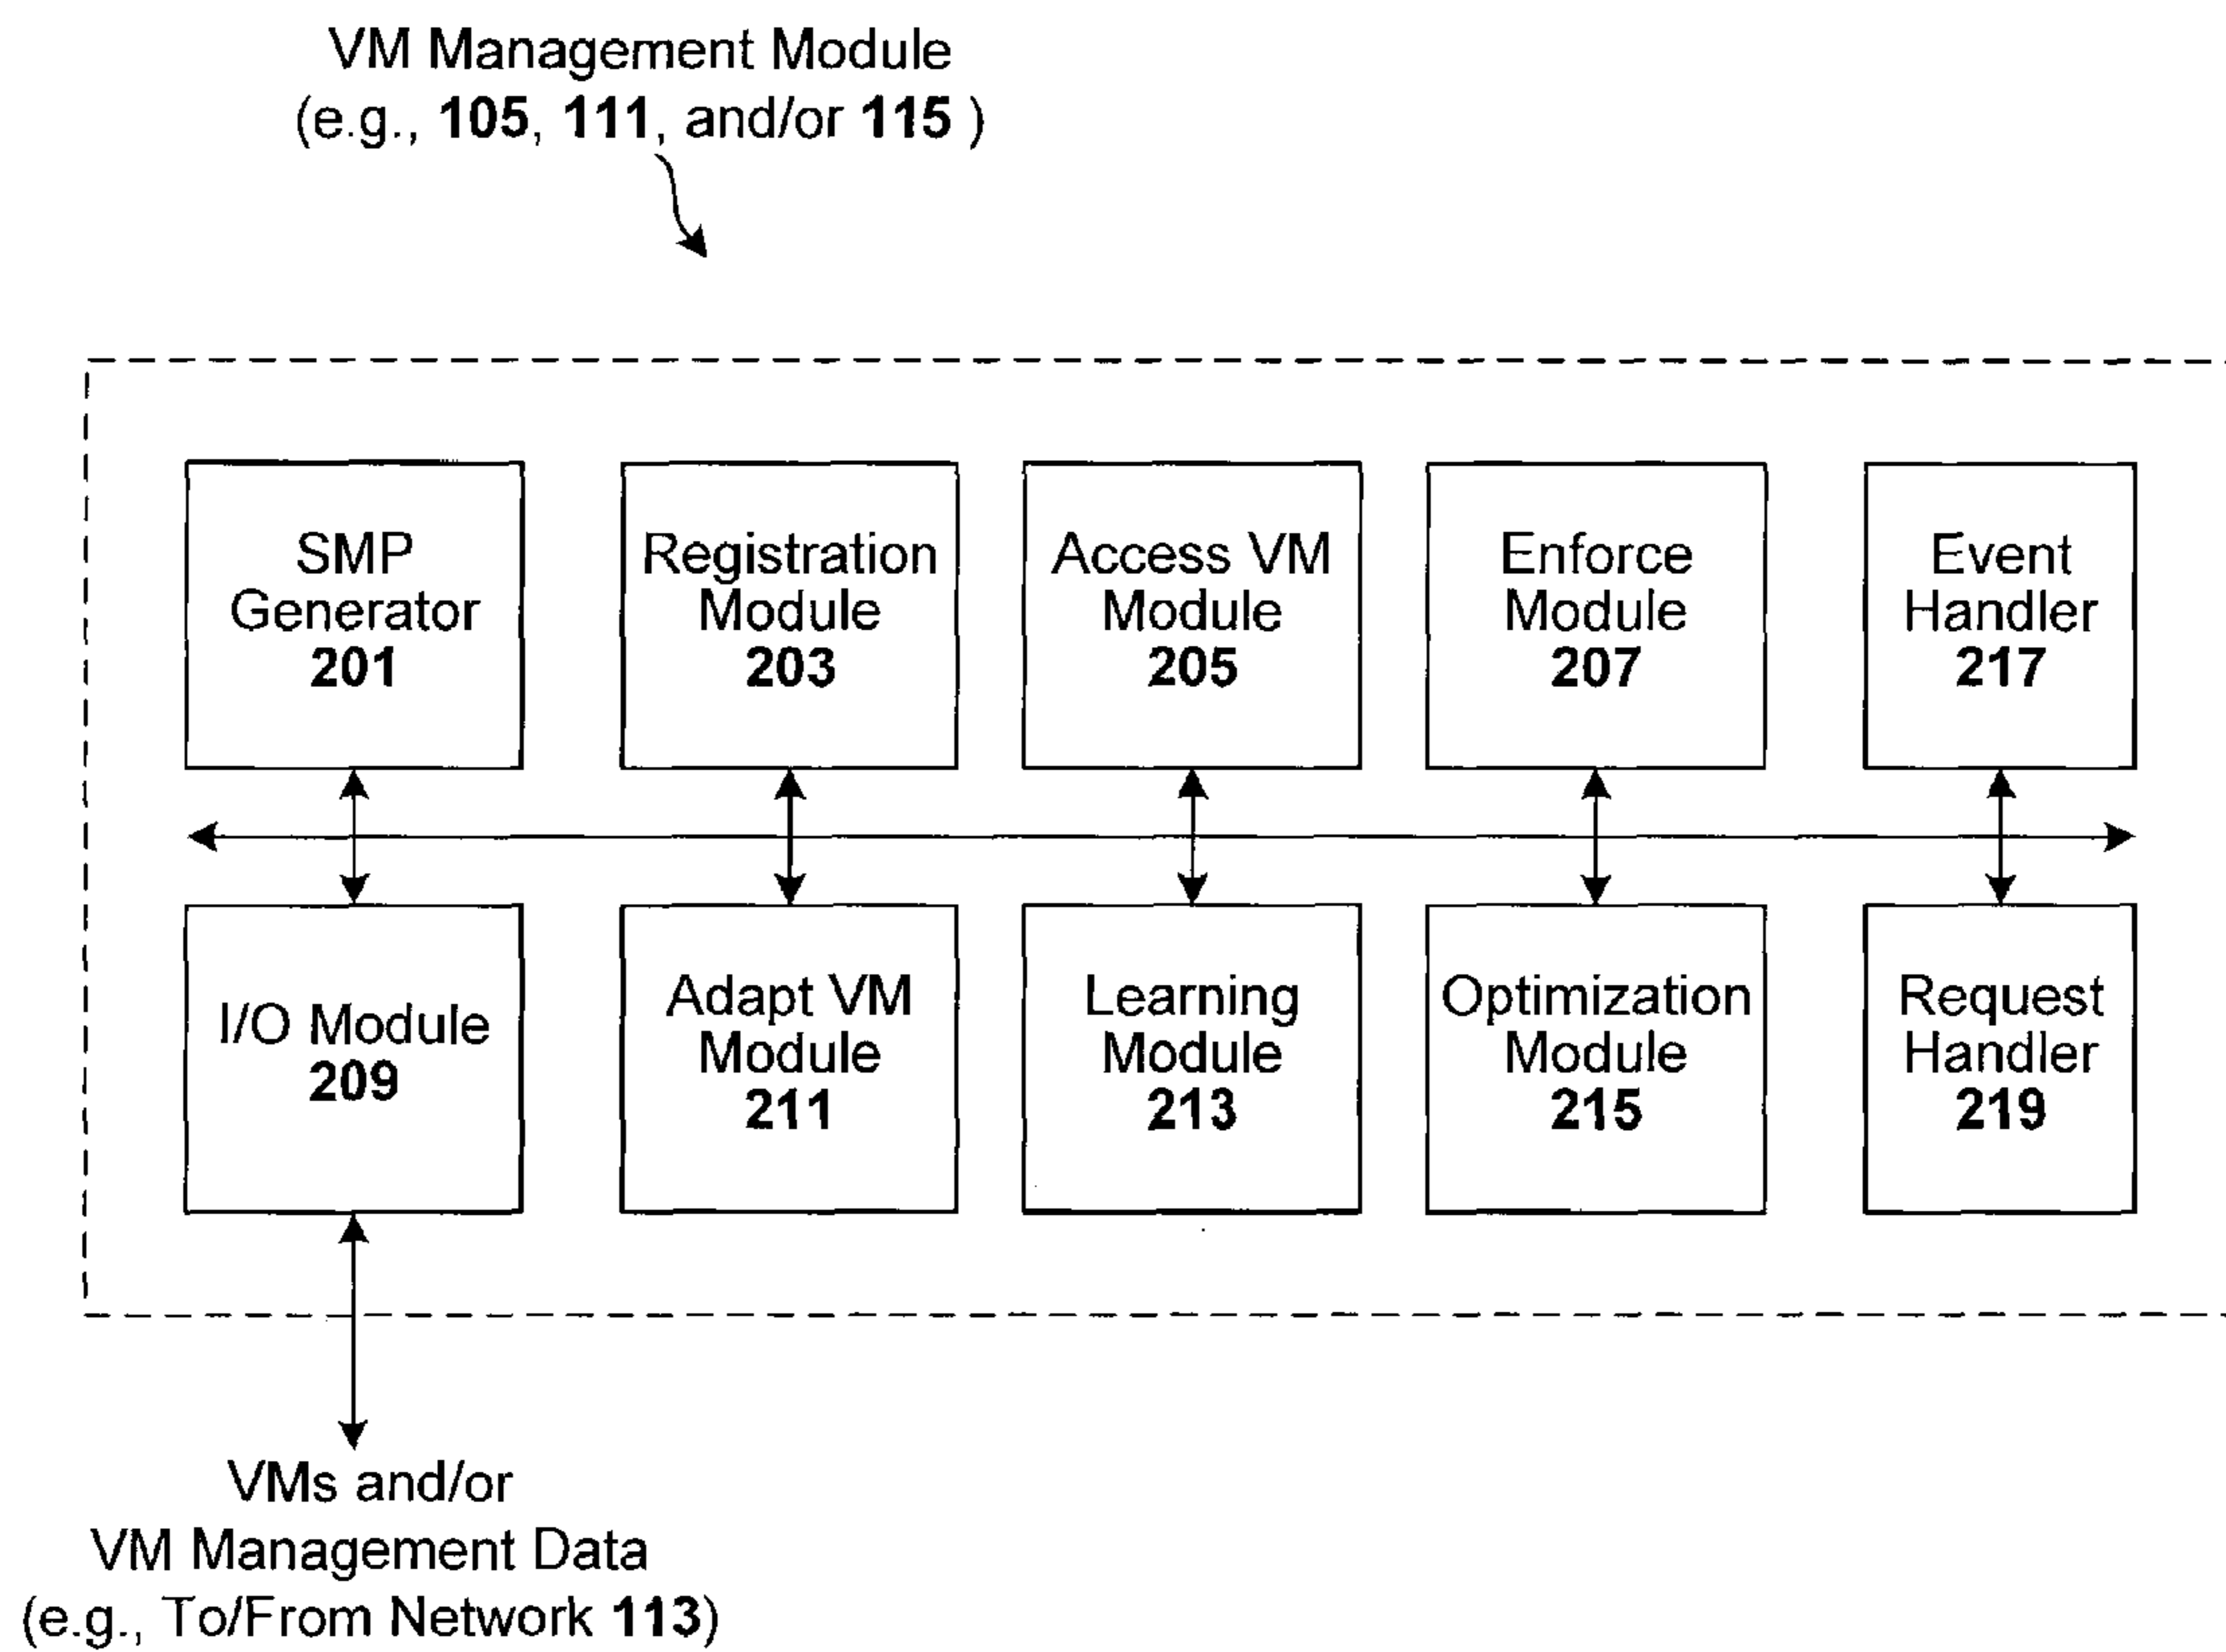 VM Management Module
(e.g., 105, 111, and/or 115 )
SMP
Generator
201
Registration
Module
203
Access VM
Module
205
Enforce
Module
207
Event
Handler
217
I/O Module
209
Adapt VM
Module
211
Learning
Module
213
Optimization
Module
215
Request
Handler
219
VMs and/or
VM Management Data
(e.g., To/From Network 113)